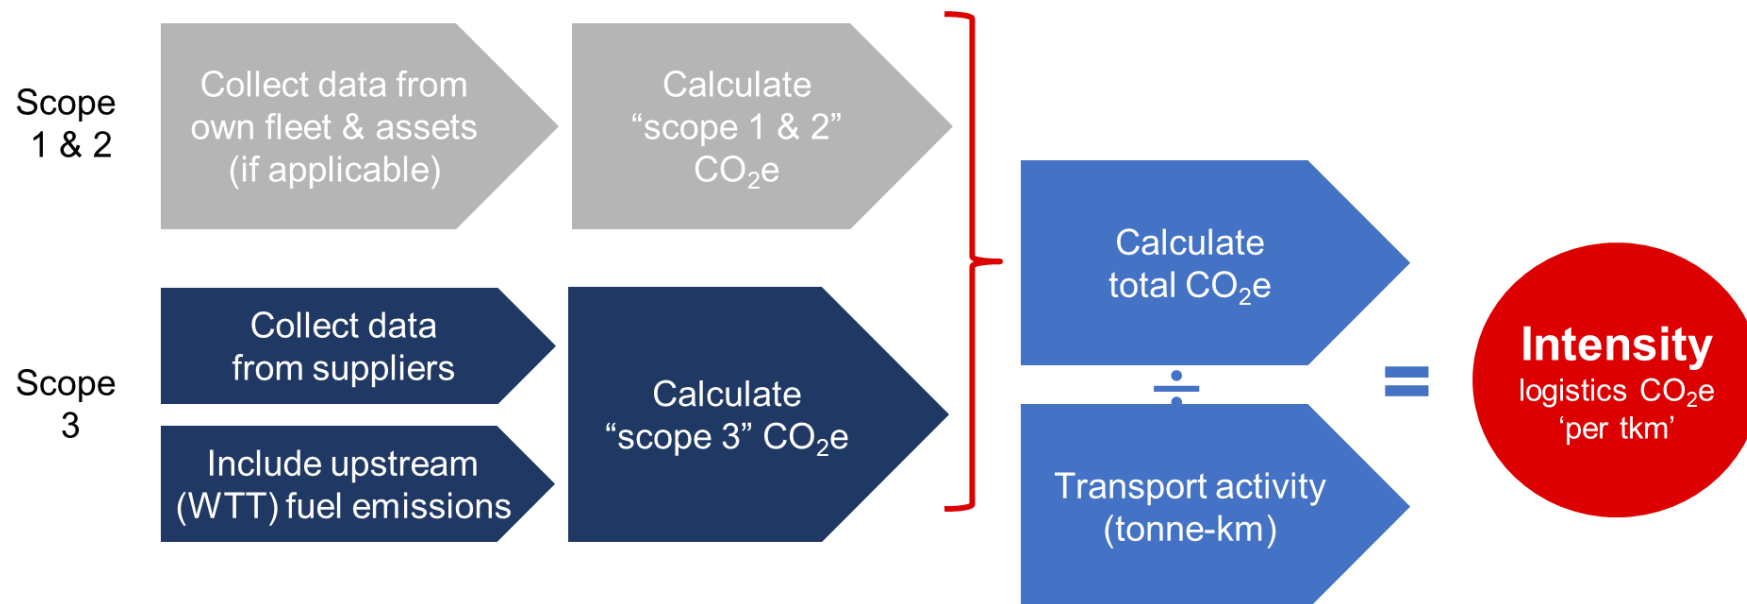 Scope
1 & 2
Collect data from
own fleet & assets
(if applicable)
Calculate
“scope 1 & 2”
CO₂e
Scope
3
Collect data
from suppliers
Include upstream
(WTT) fuel emissions
Calculate
“scope 3” CO₂e
Calculate
total CO₂e
÷
Transport activity
(tonne-km)
=
Intensity
logistics CO₂e
‘per tkm’